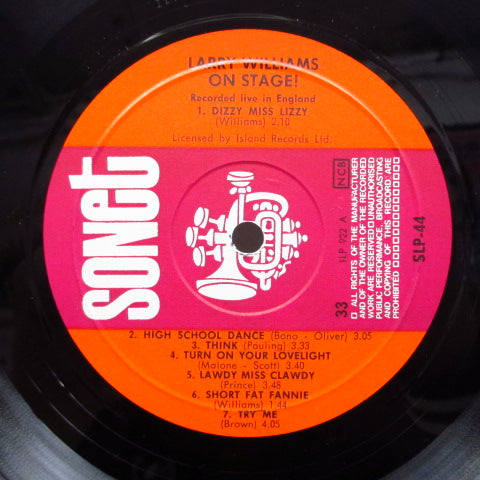 LARRY WILLIAMS
ON STAGE!
Recorded live in England
1. DIZZY MISS LIZZY
(Williams) 2.10
Licensed by Island Records Ltd.
SONET
NCB
ILP 922 A
33
ALL RIGHTS OF THE MANUFACTURER
AND OF THE OWNER OF THE RECORDED
WORK ARE RESERVED UNAUTHORISED
PUBLIC PERFORMANCE, BROADCASTING
AND COPYING OF THIS RECORD ARE
PROHIBITED
SLP-44
2. HIGH SCHOOL DANCE (Bono - Oliver) 3.05
3. THINK (Pauling) 3.33
4. TURN ON YOUR LOVELIGHT
(Malone - Scott) 3.40
5. LAWDY MISS CLAWDY
(Prince) 3.48
6. SHORT FAT FANNIE
(Williams) 1.44
7. TRY ME
(Brown) 4.05